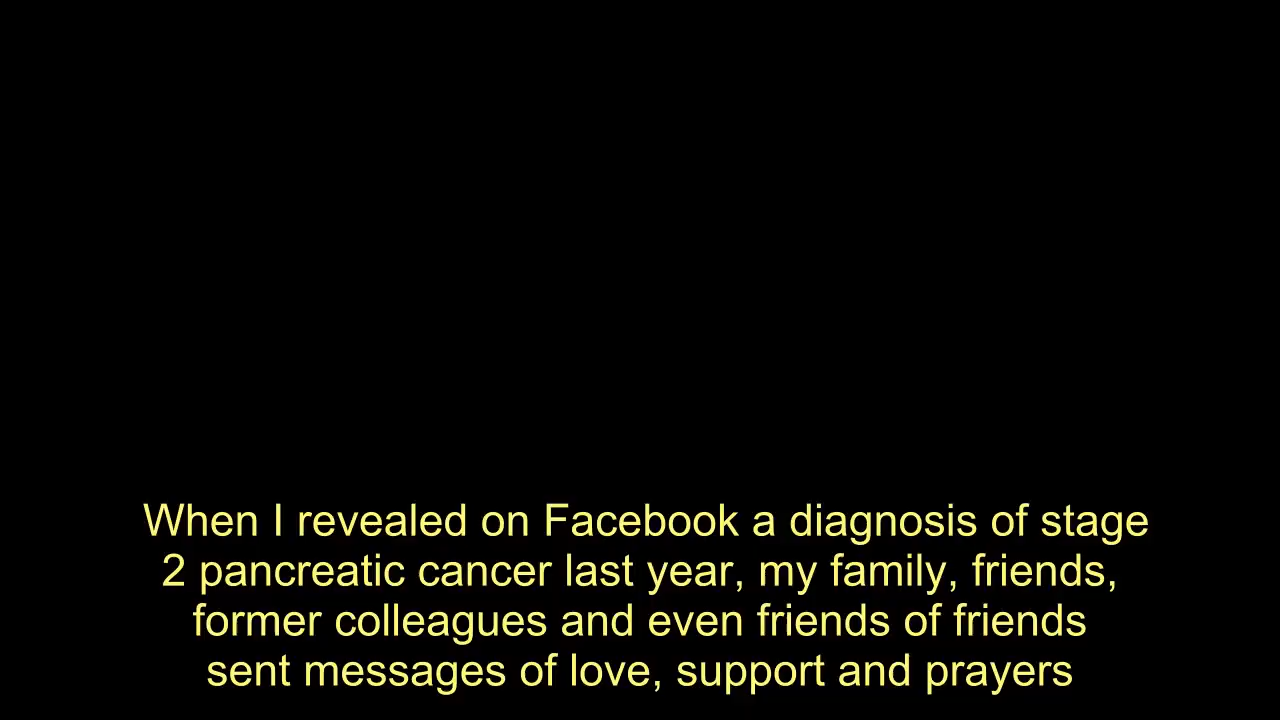 When I revealed on Facebook a diagnosis of stage
2 pancreatic cancer last year, my family, friends,
former colleagues and even friends of friends
sent messages of love, support and prayers